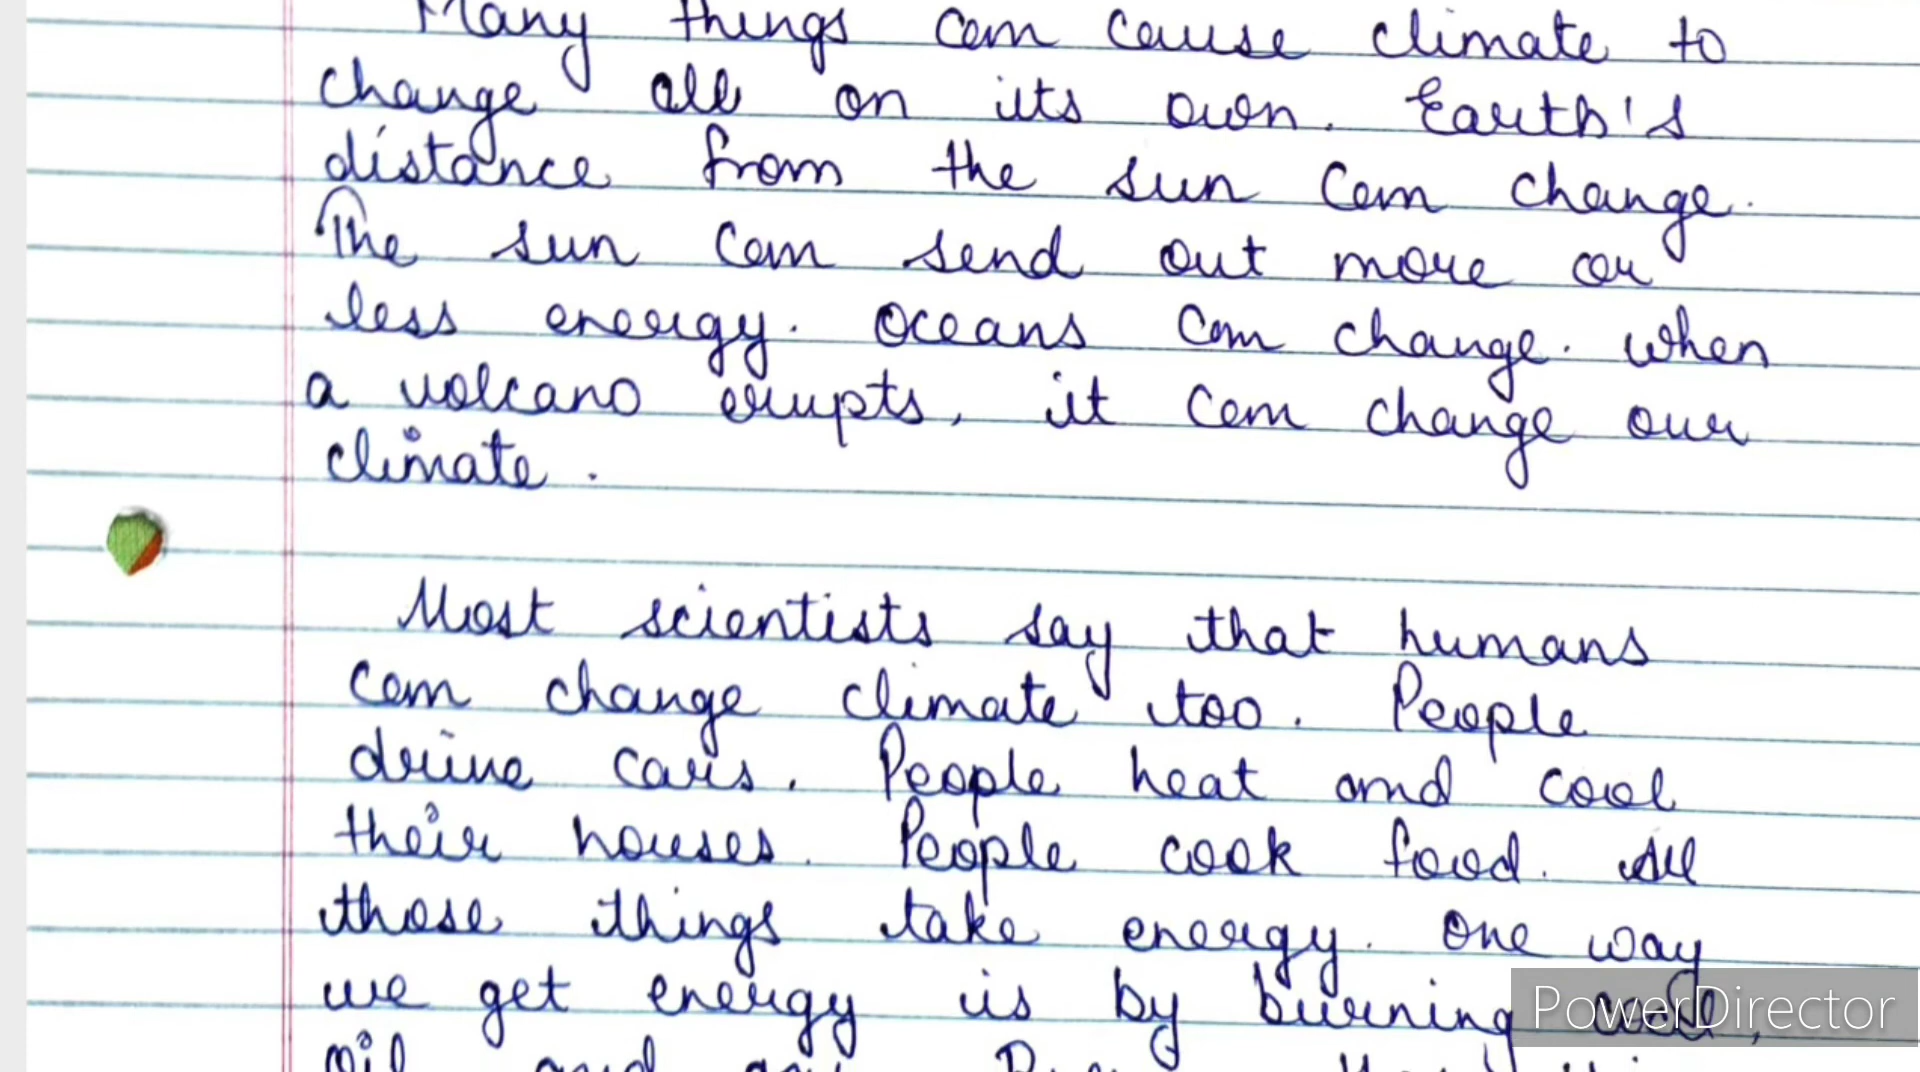 Many things can cause climate to
change all on its own. Earth's
distance from the sun can change.
The sun can send out more or
less energy. Oceans can change. When
a volcano erupts, it can change our
climate.
Most scientists say that humans
can change climate too. People
drive cars. People heat and cool
their houses. People cook food. All
those things take energy. One way
we get energy is by burning coal,
oil and
PowerDirector